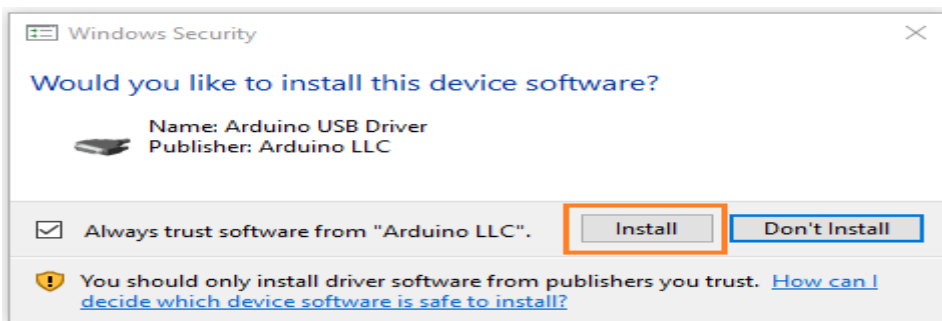 Windows Security
Would you like to install this device software?
Name: Arduino USB Driver
Publisher: Arduino LLC
Always trust software from "Arduino LLC".
Install
Don't Install
You should only install driver software from publishers you trust. How can I
decide which device software is safe to install?